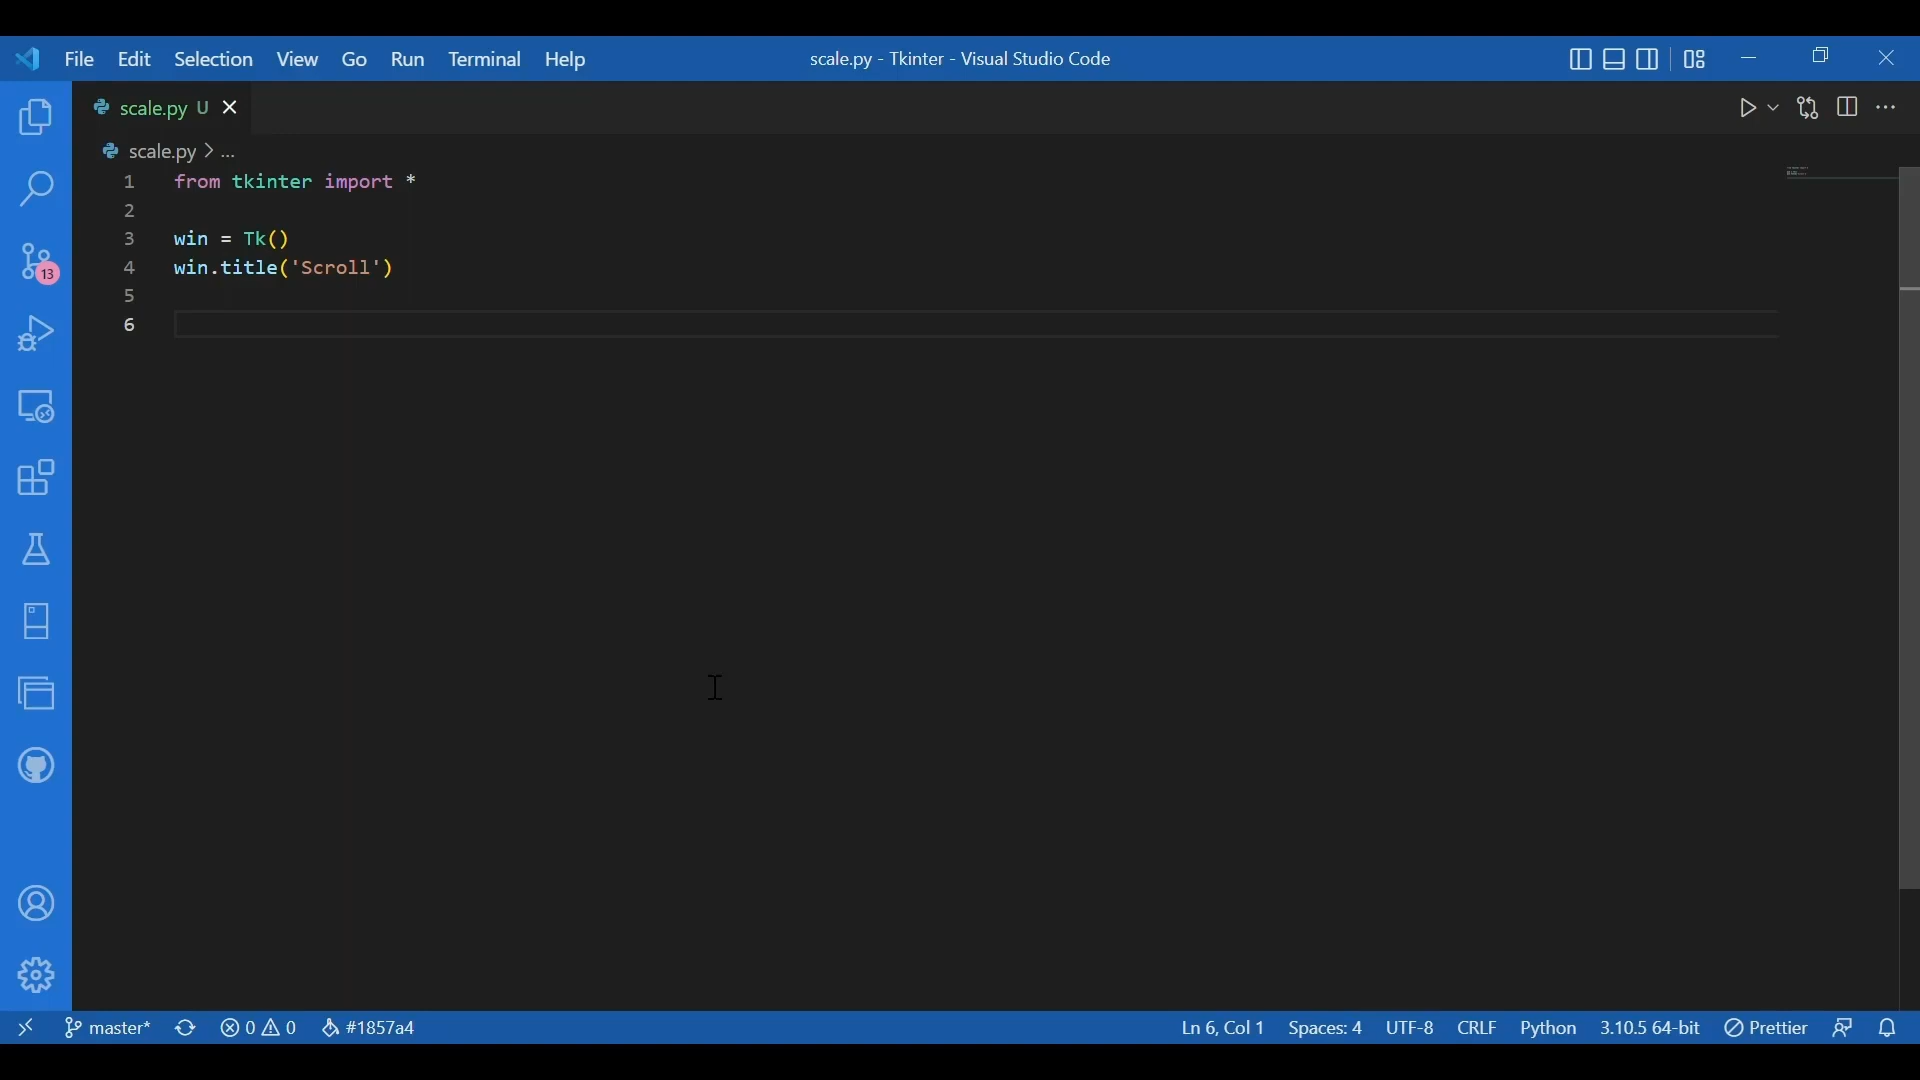 File Edit Selection View Go Run Terminal Help scale.py - Tkinter - Visual Studio Code
scale.py U
scale.py > ...
1 from tkinter import *
2
3 win = Tk()
4 win.title('Scroll')
5
6
13
master* 0 0 #1857a4 Ln 6, Col 1 Spaces: 4 UTF-8 CRLF Python 3.10.5 64-bit Prettier